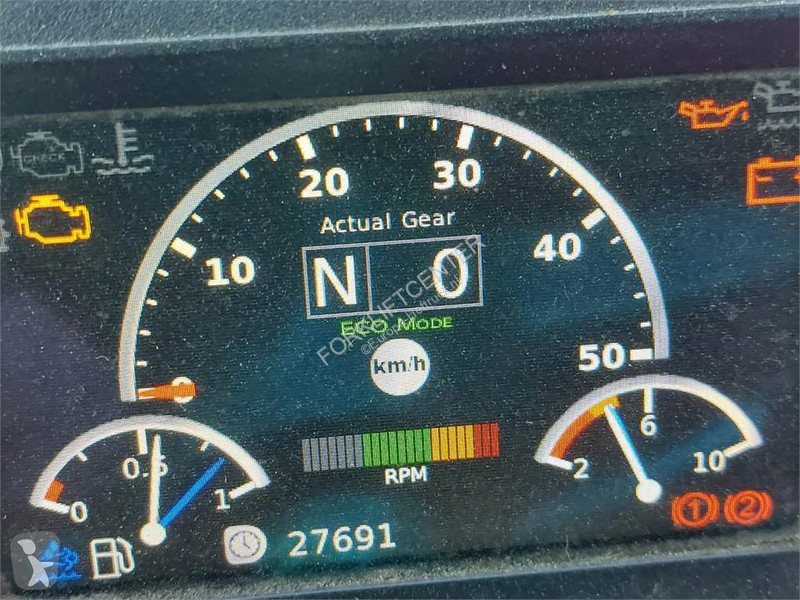 CHECK
20
30
Actual Gear
10
N 0
40
ECO MODE
FORKLIFTCENTER
km/h
50
0
0.5
1
RPM
2
6
10
1
2
27691